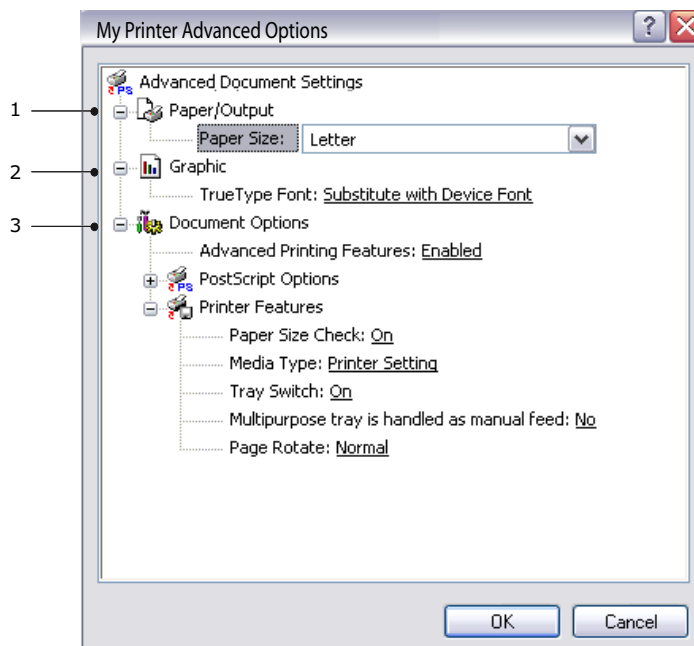 My Printer Advanced Options
Advanced Document Settings
1
Paper/Output
Paper Size: Letter
2
Graphic
TrueType Font: Substitute with Device Font
3
Document Options
Advanced Printing Features: Enabled
PS PostScript Options
Printer Features
Paper Size Check: On
Media Type: Printer Setting
Tray Switch: On
Multipurpose tray is handled as manual feed: No
Page Rotate: Normal
OK Cancel